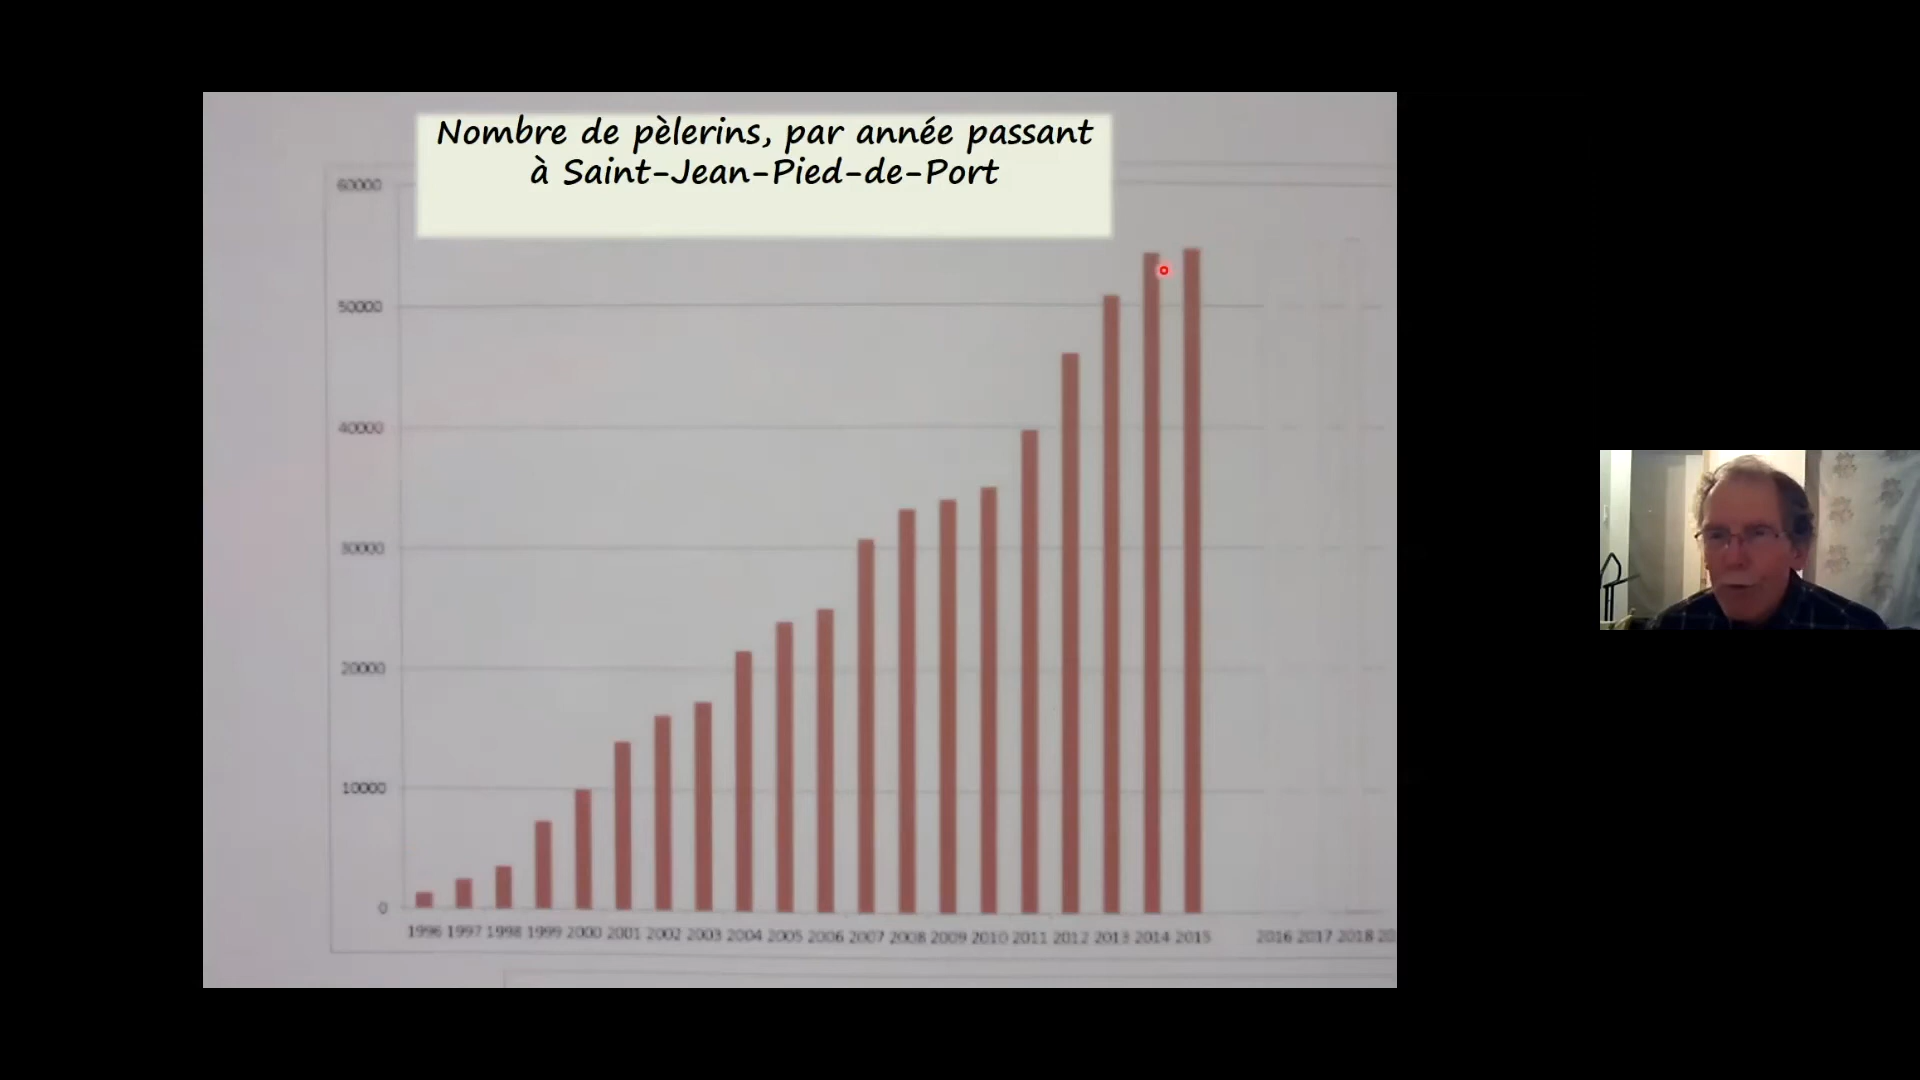 Nombre de pèlerins, par année passant
à Saint-Jean-Pied-de-Port
60000
50000
40000
30000
20000
10000
0
1996 1997 1998 1999 2000 2001 2002 2003 2004 2005 2006 2007 2008 2009 2010 2011 2012 2013 2014 2015 2016 2017 2018